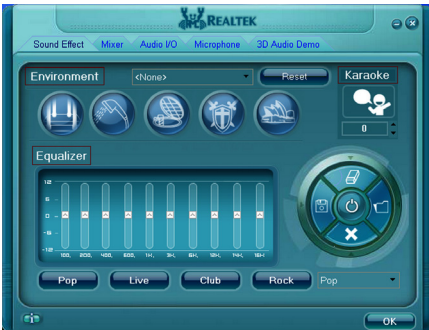 REALTEK
Sound Effect Mixer Audio I/O Microphone 3D Audio Demo
Environment <None> Reset Karaoke
0
Equalizer
12
6
0
-6
-12
100, 200, 400, 600, 1K, 3K, 6K, 12K, 14K, 16K
Pop Live Club Rock Pop
i
OK